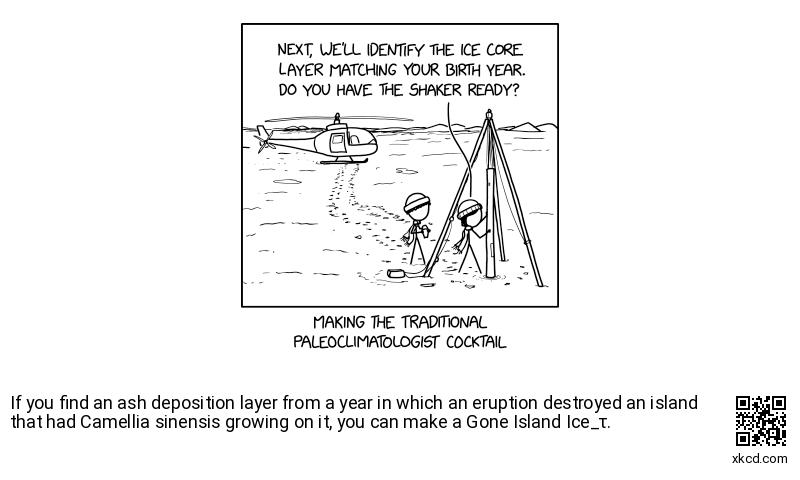 NEXT, WE'LL IDENTIFY THE ICE CORE
LAYER MATCHING YOUR BIRTH YEAR.
DO YOU HAVE THE SHAKER READY?
MAKING THE TRADITIONAL
PALEOCLIMATOLOGIST COCKTAIL
If you find an ash deposition layer from a year in which an eruption destroyed an island
that had Camellia sinensis growing on it, you can make a Gone Island Ice_τ.
xkcd.com